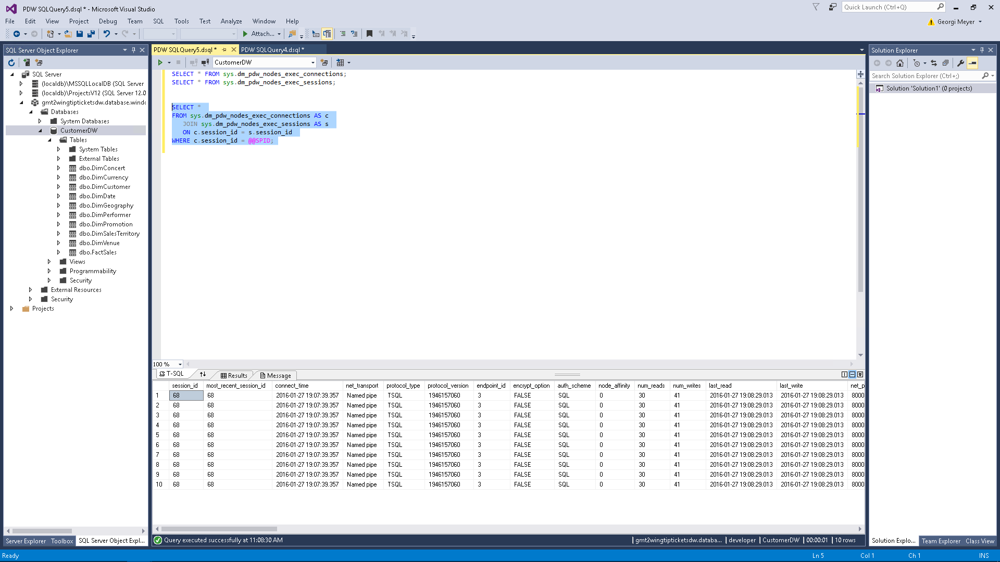 PDW SQLQuery5.dsql * - Microsoft Visual Studio
Quick Launch (Ctrl+Q)
File Edit View Project Debug Team SQL Tools Test Analyze Window Help
Georgi Meyer
Attach...
SQL Server Object Explorer
PDW SQLQuery5.dsql *
PDW SQLQuery4.dsql *
Solution Explorer
CustomerDW
Search Solution Explorer (Ctrl+;)
Solution 'Solution1' (0 projects)
SQL Server
(localdb)\MSSQLLocalDB (SQL Server
(localdb)\ProjectsV12 (SQL Server 12.0
gmt2wingtipticketsdw.database.windo
Databases
System Databases
CustomerDW
Tables
System Tables
External Tables
dbo.DimConcert
dbo.DimCurrency
dbo.DimCustomer
dbo.DimDate
dbo.DimGeography
dbo.DimPerformer
dbo.DimPromotion
dbo.DimSalesTerritory
dbo.DimVenue
dbo.FactSales
Views
Programmability
Security
External Resources
Security
Projects
SELECT * FROM sys.dm_pdw_nodes_exec_connections;
SELECT * FROM sys.dm_pdw_nodes_exec_sessions;
SELECT *
FROM sys.dm_pdw_nodes_exec_connections AS c
JOIN sys.dm_pdw_nodes_exec_sessions AS s
ON c.session_id = s.session_id
WHERE c.session_id = @@SPID;
100 %
T-SQL Results Message
session_id most_recent_session_id connect_time net_transport protocol_type protocol_version endpoint_id encrypt_option auth_scheme node_affinity num_reads num_writes last_read last_write net_p
1 68 68 2016-01-27 19:07:39.357 Named pipe TSQL 1946157060 3 FALSE SQL 0 30 41 2016-01-27 19:08:29.013 2016-01-27 19:08:29.013 8000
2 68 68 2016-01-27 19:07:39.357 Named pipe TSQL 1946157060 3 FALSE SQL 0 30 41 2016-01-27 19:08:29.013 2016-01-27 19:08:29.013 8000
3 68 68 2016-01-27 19:07:39.357 Named pipe TSQL 1946157060 3 FALSE SQL 0 30 41 2016-01-27 19:08:29.013 2016-01-27 19:08:29.013 8000
4 68 68 2016-01-27 19:07:39.357 Named pipe TSQL 1946157060 3 FALSE SQL 0 30 41 2016-01-27 19:08:29.013 2016-01-27 19:08:29.013 8000
5 68 68 2016-01-27 19:07:39.357 Named pipe TSQL 1946157060 3 FALSE SQL 0 30 41 2016-01-27 19:08:29.013 2016-01-27 19:08:29.013 8000
6 68 68 2016-01-27 19:07:39.357 Named pipe TSQL 1946157060 3 FALSE SQL 0 30 41 2016-01-27 19:08:29.013 2016-01-27 19:08:29.013 8000
7 68 68 2016-01-27 19:07:39.357 Named pipe TSQL 1946157060 3 FALSE SQL 0 30 41 2016-01-27 19:08:29.013 2016-01-27 19:08:29.013 8000
8 68 68 2016-01-27 19:07:39.357 Named pipe TSQL 1946157060 3 FALSE SQL 0 30 41 2016-01-27 19:08:29.013 2016-01-27 19:08:29.013 8000
9 68 68 2016-01-27 19:07:39.357 Named pipe TSQL 1946157060 3 FALSE SQL 0 30 41 2016-01-27 19:08:29.013 2016-01-27 19:08:29.013 8000
10 68 68 2016-01-27 19:07:39.357 Named pipe TSQL 1946157060 3 FALSE SQL 0 30 41 2016-01-27 19:08:29.013 2016-01-27 19:08:29.013 8000
Server Explorer Toolbox SQL Server Object Expl...
Query executed successfully at 11:08:30 AM
gmt2wingtipticketsdw.databa... developer CustomerDW 00:00:01 10 rows
Solution Explo... Team Explorer Class View
Ready Ln 5 Col 1 Ch 1 INS